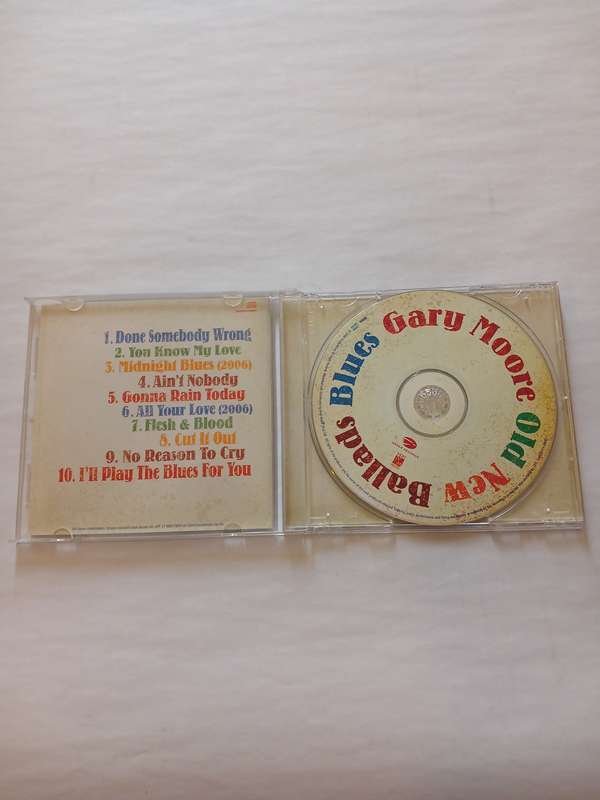 1. Done Somebody Wrong
2. You Know My Love
3. Midnight Blues (2006)
4. Ain't Nobody
5. Gonna Rain Today
6. All Your Love (2006)
7. Flesh & Blood
8. Cut It Out
9. No Reason To Cry
10. I'll Play The Blues For You
Gary Moore Old New Ballads Blues